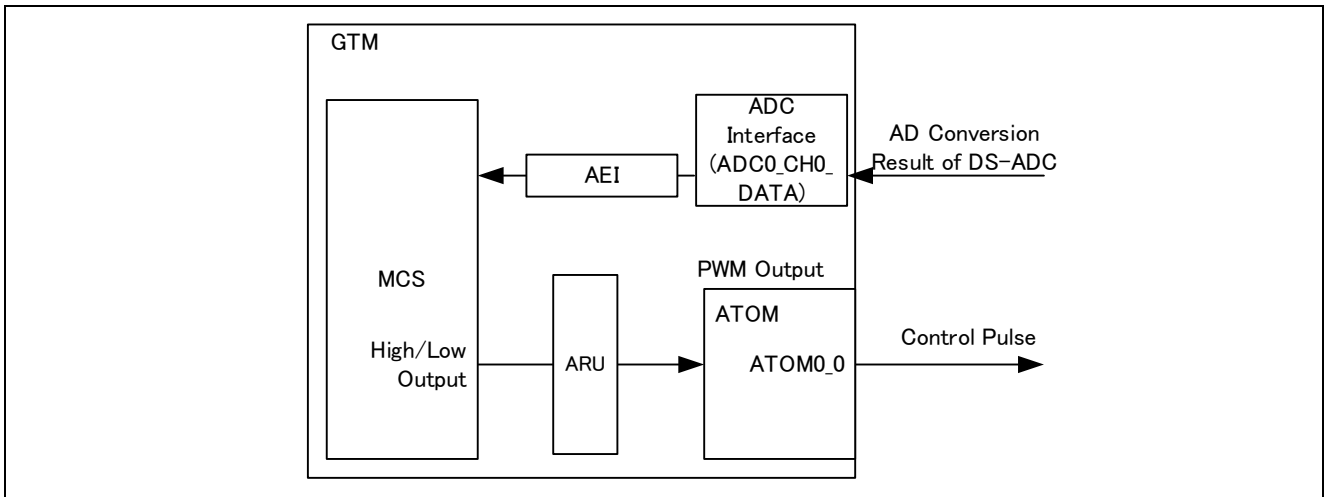 GTM
ADC
Interface
(ADC0_CH0_
DATA)
AD Conversion
Result of DS-ADC
AEI
MCS
High/Low
Output
ARU
PWM Output
ATOM
ATOM0_0
Control Pulse